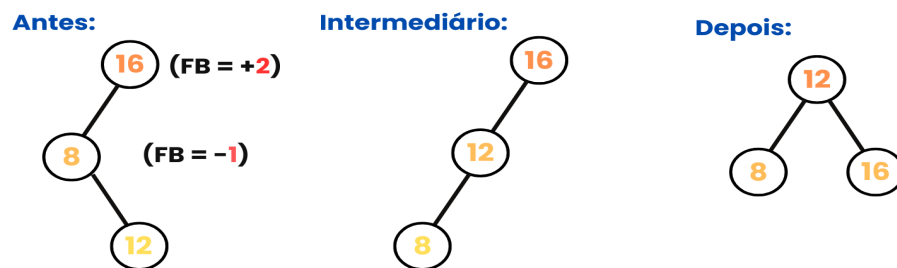 Antes:
16 (FB = +2)
8 (FB = −1)
12
Intermediário:
16
12
8
Depois:
12
8 16